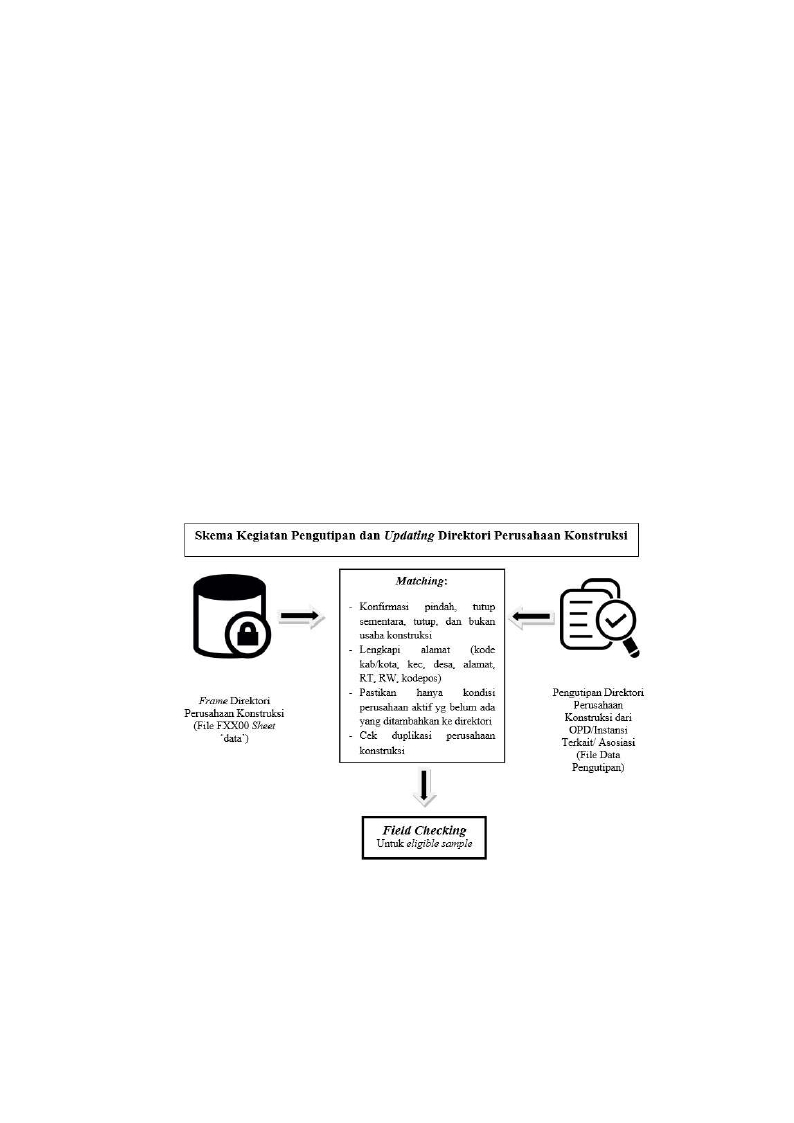 Skema Kegiatan Pengutipan dan Updating Direktori Perusahaan Konstruksi
Frame Direktori
Perusahaan Konstruksi
(File FXX00 Sheet
'data')
Matching:
- Konfirmasi pindah, tutup
sementara, tutup, dan bukan
usaha konstruksi
- Lengkapi alamat (kode
kab/kota, kec, desa, alamat,
RT, RW, kodepos)
- Pastikan hanya kondisi
perusahaan aktif yg belum ada
yang ditambahkan ke direktori
- Cek duplikasi perusahaan
konstruksi
Pengutipan Direktori
Perusahaan
Konstruksi dari
OPD/Instansi
Terkait/ Asosiasi
(File Data
Pengutipan)
Field Checking
Untuk eligible sample